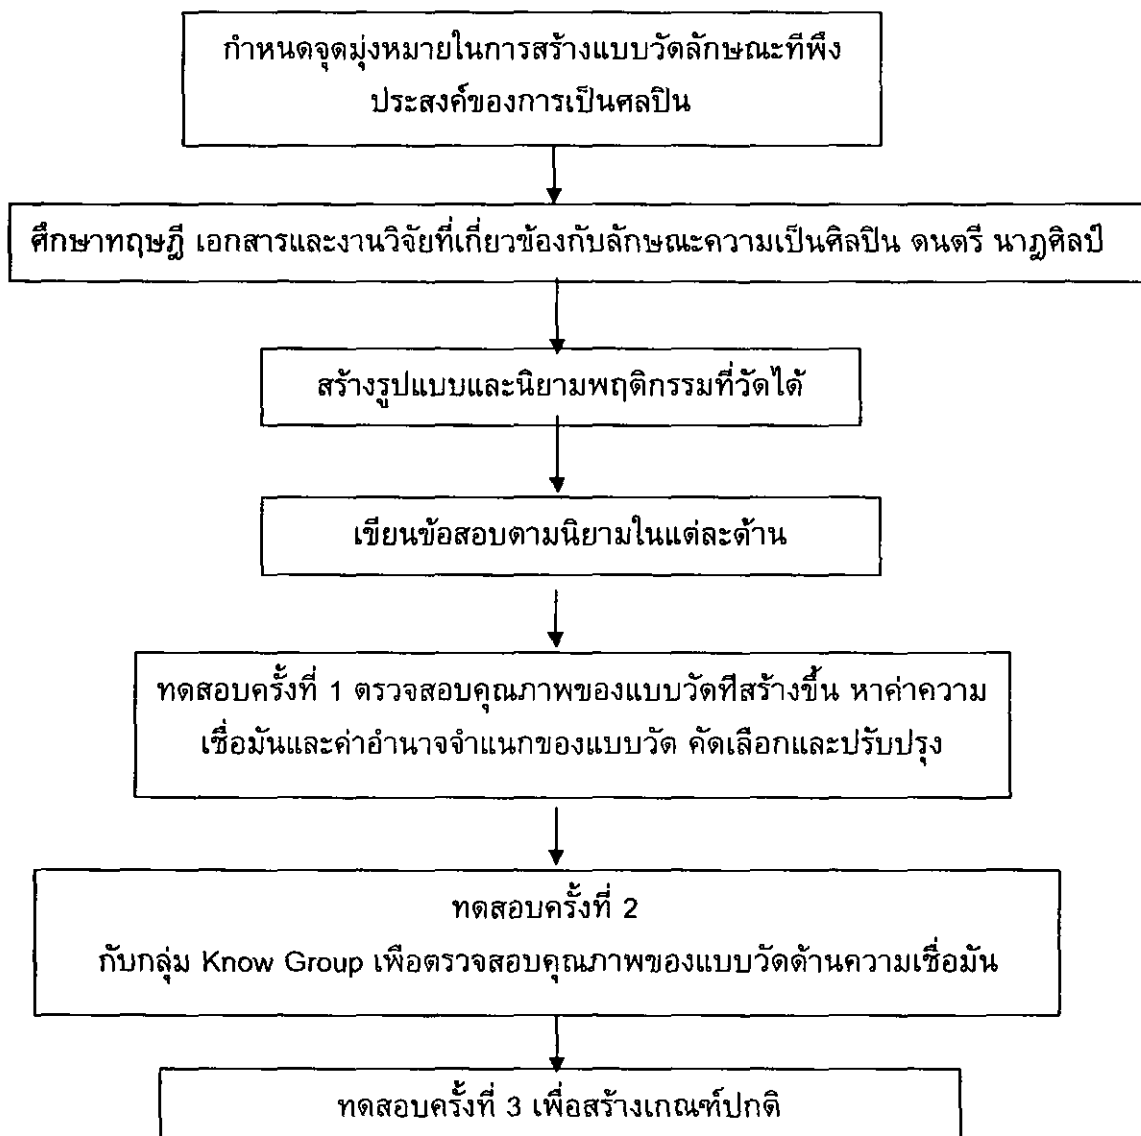 กำหนดจุดมุ่งหมายในการสร้างแบบวัดลักษณะที่พึง
ประสงค์ของการเป็นศลปิน
ศึกษาทฤษฎี เอกสารและงานวิจัยที่เกี่ยวข้องกับลักษณะความเป็นศิลปิน ดนตรี นาฎศิลป์
สร้างรูปแบบและนิยามพฤติกรรมที่วัดได้
เขียนข้อสอบตามนิยามในแต่ละด้าน
ทดสอบครั้งที่ 1 ตรวจสอบคุณภาพของแบบวัดที่สร้างขึ้น หาค่าความ
เชื่อมันและค่าอำนาจจำแนกของแบบวัด คัดเลือกและปรับปรุง
ทดสอบครั้งที่ 2
กับกลุ่ม Know Group เพื่อตรวจสอบคุณภาพของแบบวัดด้านความเชื่อมัน
ทดสอบครั้งที่ 3 เพื่อสร้างเกณฑ์ปกติ